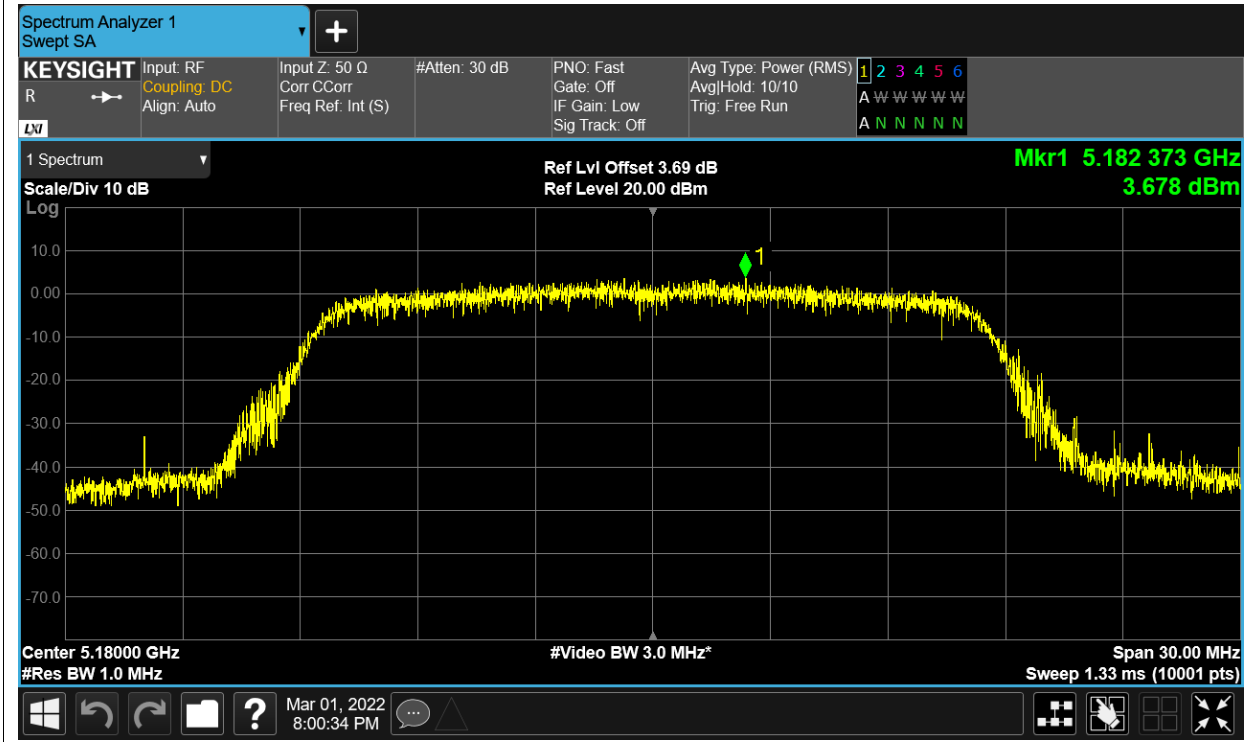 Spectrum Analyzer 1
Swept SA
KEYSIGHT
R
LXI
Input: RF
Coupling: DC
Align: Auto
Input Z: 50 Ω
Corr CCorr
Freq Ref: Int (S)
#Atten: 30 dB
PNO: Fast
Gate: Off
IF Gain: Low
Sig Track: Off
Avg Type: Power (RMS)
Avg|Hold: 10/10
Trig: Free Run
1 2 3 4 5 6
A W W W W W
A N N N N N
1 Spectrum
Scale/Div 10 dB
Log
Ref Lvl Offset 3.69 dB
Ref Level 20.00 dBm
Mkr1 5.182 373 GHz
3.678 dBm
1
10.0
0.00
-10.0
-20.0
-30.0
-40.0
-50.0
-60.0
-70.0
Center 5.18000 GHz
#Video BW 3.0 MHz*
Span 30.00 MHz
#Res BW 1.0 MHz
Sweep 1.33 ms (10001 pts)
?
Mar 01, 2022
8:00:34 PM